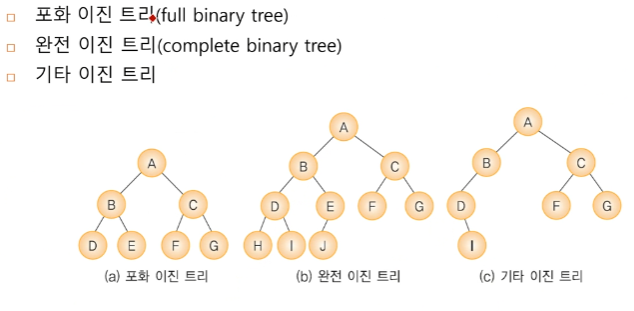 포화 이진 트리(full binary tree)
완전 이진 트리(complete binary tree)
기타 이진 트리
A
B C
D E F G
(a) 포화 이진 트리
A
B C
D E F G
H I J
(b) 완전 이진 트리
A
B C
D F G
I
(c) 기타 이진 트리